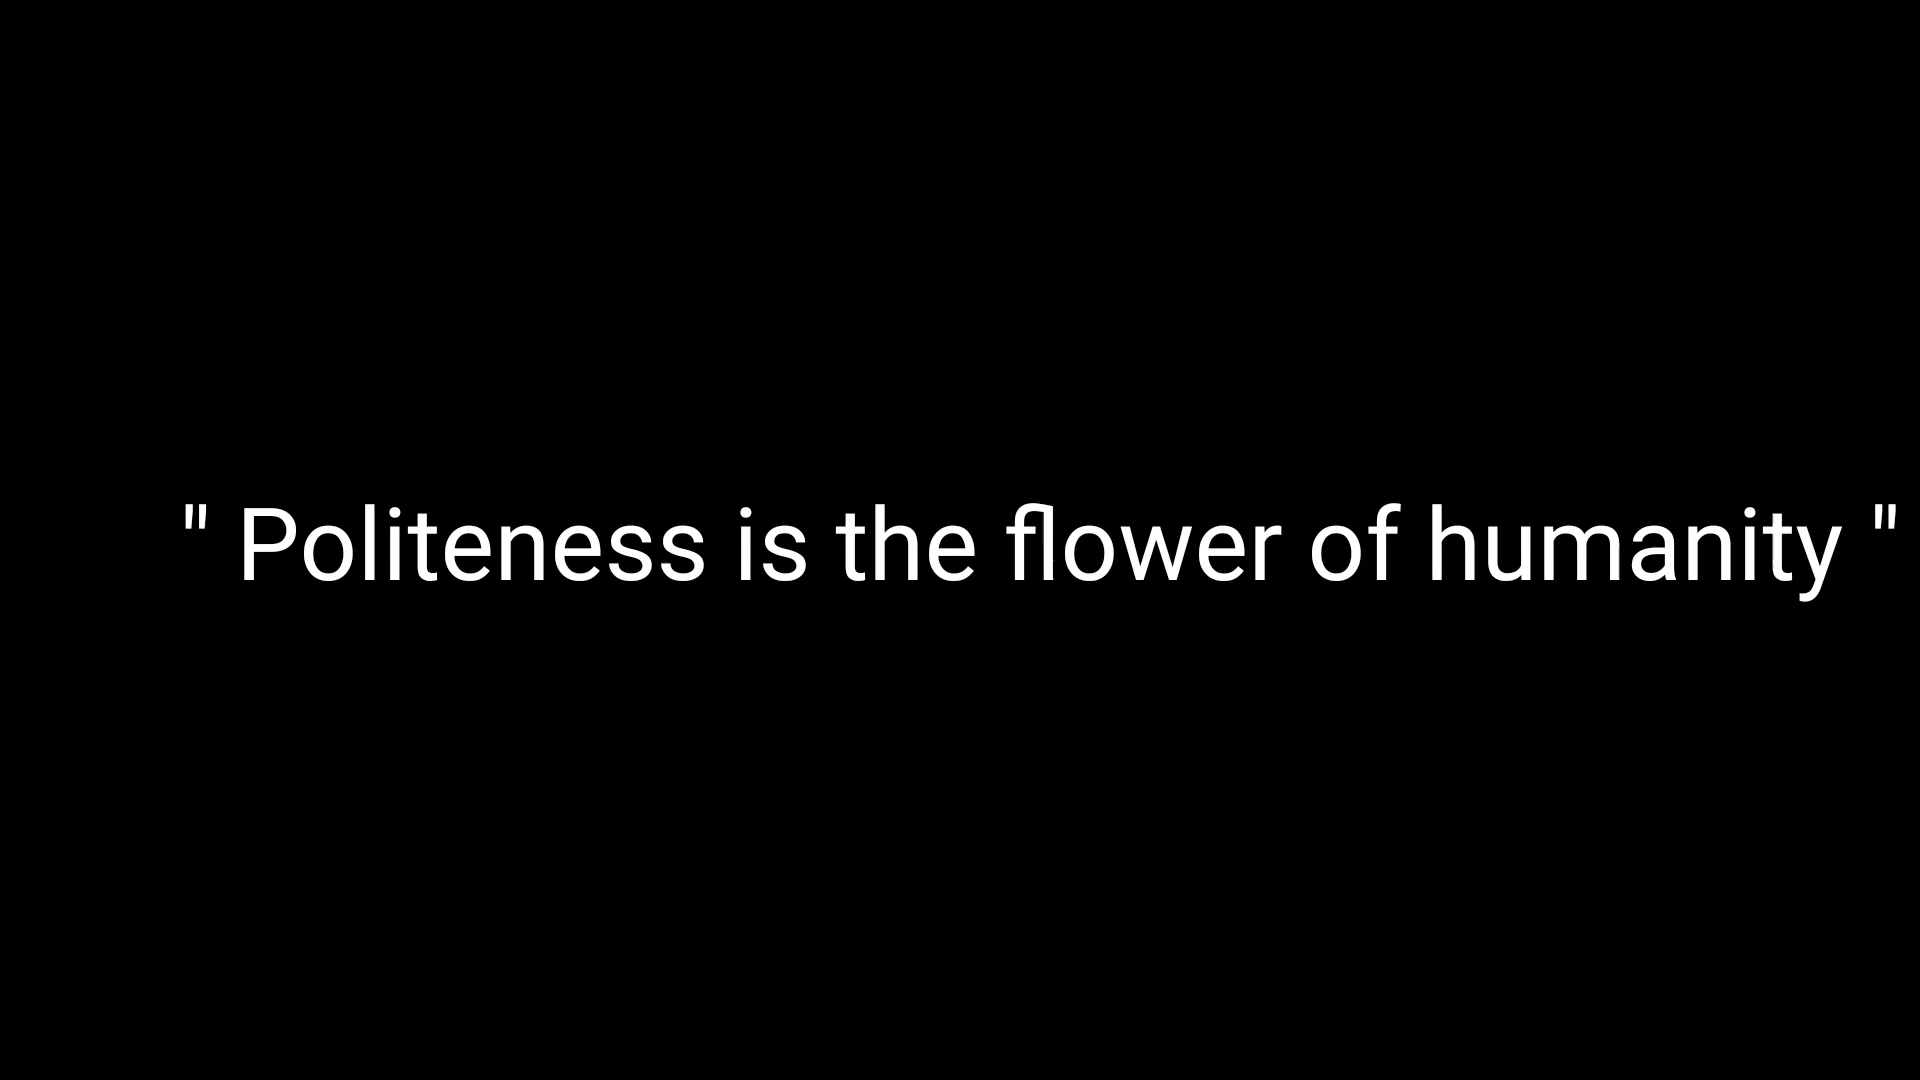 " Politeness is the flower of humanity "